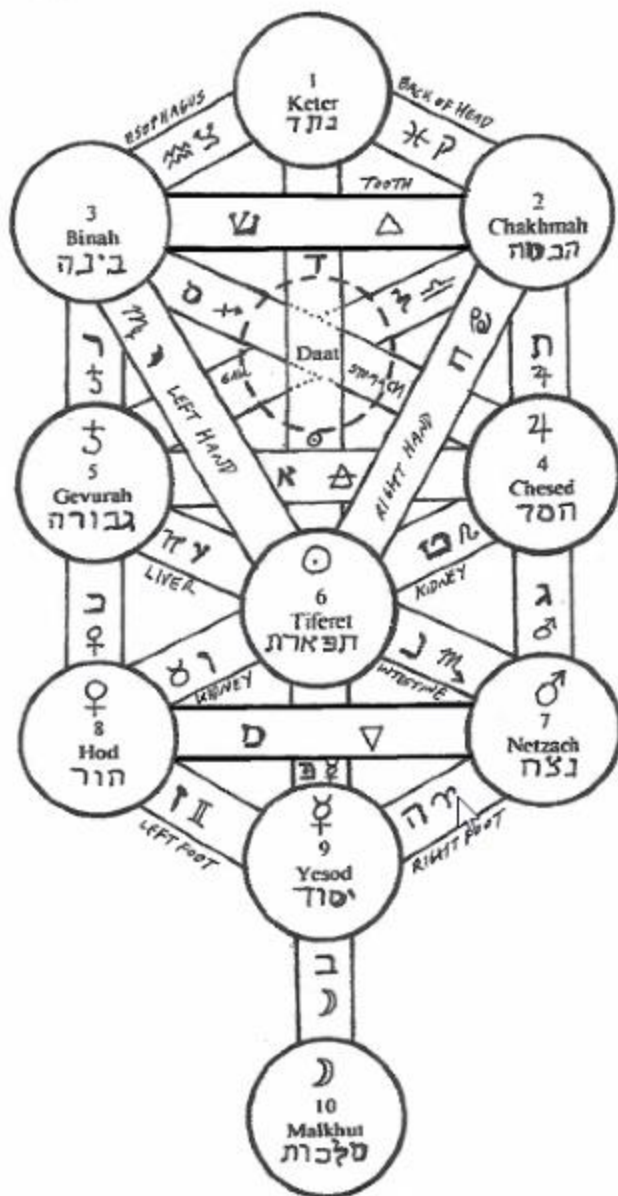 1
Keter
כתר
ESOPHAGUS
BACK OF HEAD
צ
ק
TOOTH
3
Binah
בינה
ש
2
Chakhmah
חכמה
ד
ס
ל
Daat
י
ח
ר
ת
GALL
STOMACH
LEFT HAND
RIGHT HAND
5
Gevurah
גבורה
א
4
Chesed
חסד
ע
ט
LIVER
KIDNEY
6
Tiferet
תפארת
כ
ג
ו
נ
KIDNEY
INTESTINE
8
Hod
הוד
מ
7
Netzach
נצח
פ
ז
ה
LEFT FOOT
RIGHT FOOT
9
Yesod
יסוד
ב
10
Malkhut
מלכות